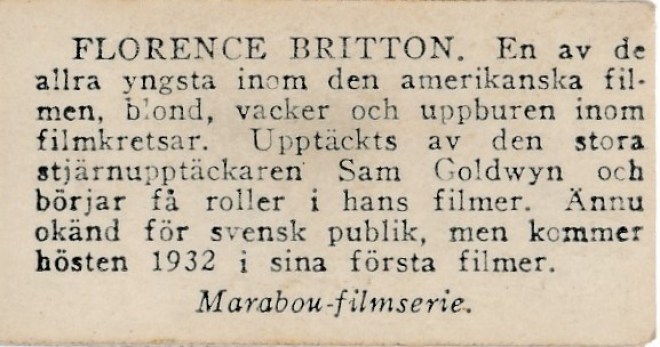 FLORENCE BRITTON. En av de
allra yngsta inom den amerikanska fil-
men, blond, vacker och uppburen inom
filmkretsar. Upptäckts av den stora
stjärnupptäckaren Sam Goldwyn och
börjar få roller i hans filmer. Ännu
okänd för svensk publik, men kommer
hösten 1932 i sina första filmer.
Marabou-filmserie.